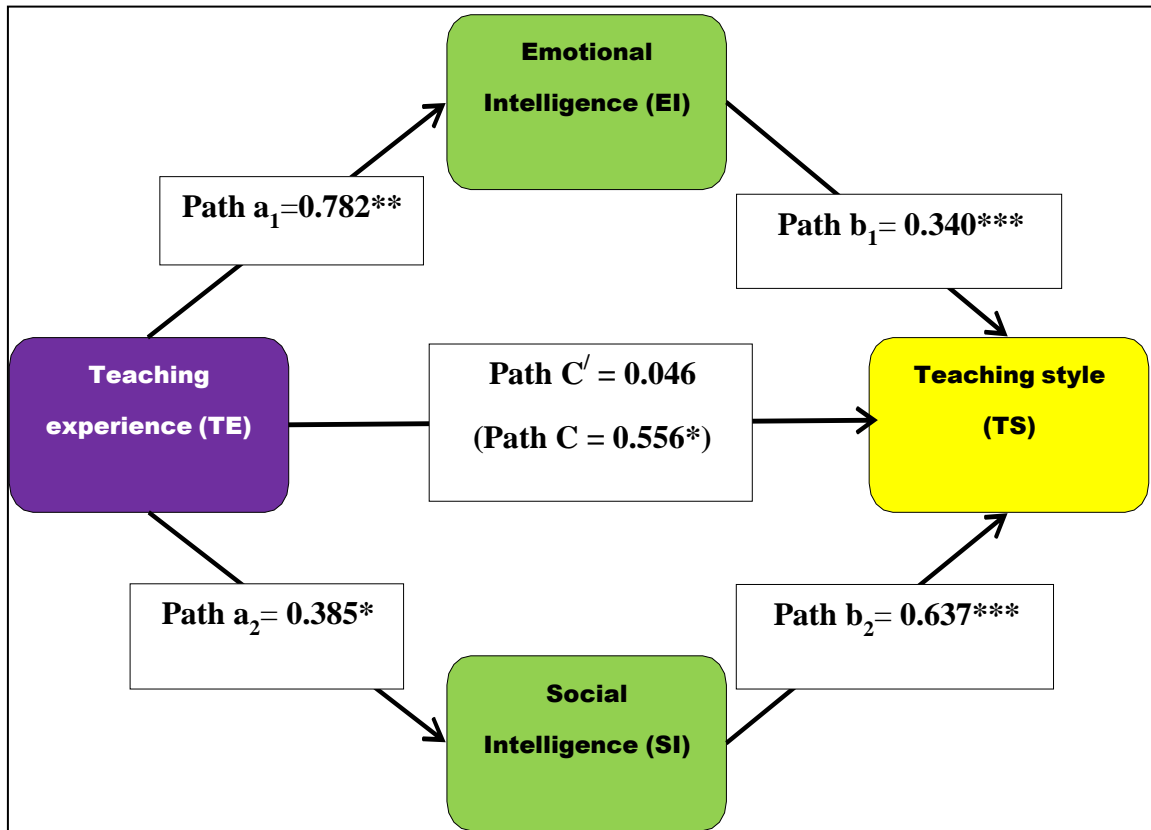 Emotional
Intelligence (EI)
Path a₁=0.782**
Path b₁= 0.340***
Teaching
experience (TE)
Path C′ = 0.046
(Path C = 0.556*)
Teaching style
(TS)
Path a₂= 0.385*
Path b₂= 0.637***
Social
Intelligence (SI)